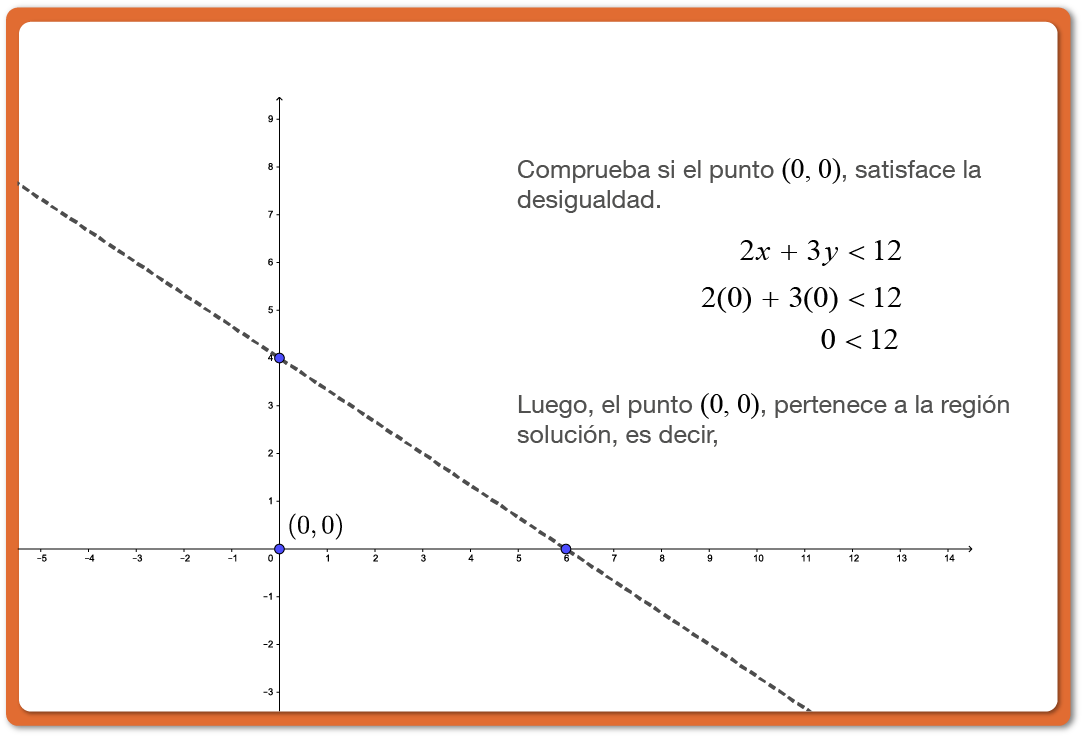 9
8
7
6
5
4
3
2
1
-1
-2
-3
-5 -4 -3 -2 -1 0 1 2 3 4 5 6 7 8 9 10 11 12 13 14
(0,0)
Comprueba si el punto (0, 0), satisface la
desigualdad.
2x + 3y < 12
2(0) + 3(0) < 12
0 < 12
Luego, el punto (0, 0), pertenece a la región
solución, es decir,